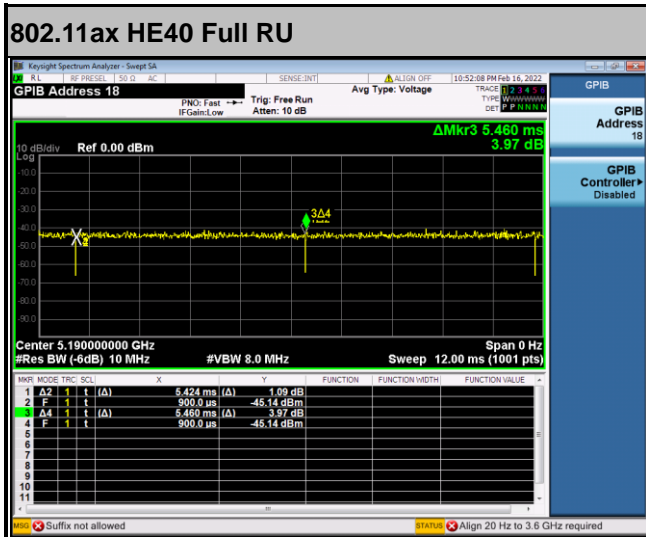 802.11ax HE40 Full RU
Keysight Spectrum Analyzer - Swept SA
RL RF PRESEL 50 Ω AC SENSE:INT ALIGN OFF 10:52:08 PM Feb 16, 2022
GPIB Address 18
PNO: Fast
IFGain:Low
Trig: Free Run
Atten: 10 dB
Avg Type: Voltage
TRACE 1 2 3 4 5 6
TYPE WWWWWW
DET P P N N N N
GPIB
GPIB Address
18
GPIB Controller
Disabled
ΔMkr3 5.460 ms
3.97 dB
10 dB/div Ref 0.00 dBm
Log
-10.0
-20.0
-30.0
-40.0
-50.0
-60.0
-70.0
-80.0
-90.0
3Δ4
Center 5.190000000 GHz Span 0 Hz
#Res BW (-6dB) 10 MHz #VBW 8.0 MHz Sweep 12.00 ms (1001 pts)
MKR MODE TRC SCL X Y FUNCTION FUNCTION WIDTH FUNCTION VALUE
1 Δ2 1 t (Δ) 5.424 ms (Δ) 1.09 dB
2 F 1 t 900.0 µs -45.14 dBm
3 Δ4 1 t (Δ) 5.460 ms (Δ) 3.97 dB
4 F 1 t 900.0 µs -45.14 dBm
5
6
7
8
9
10
11
MSG Suffix not allowed STATUS Align 20 Hz to 3.6 GHz required